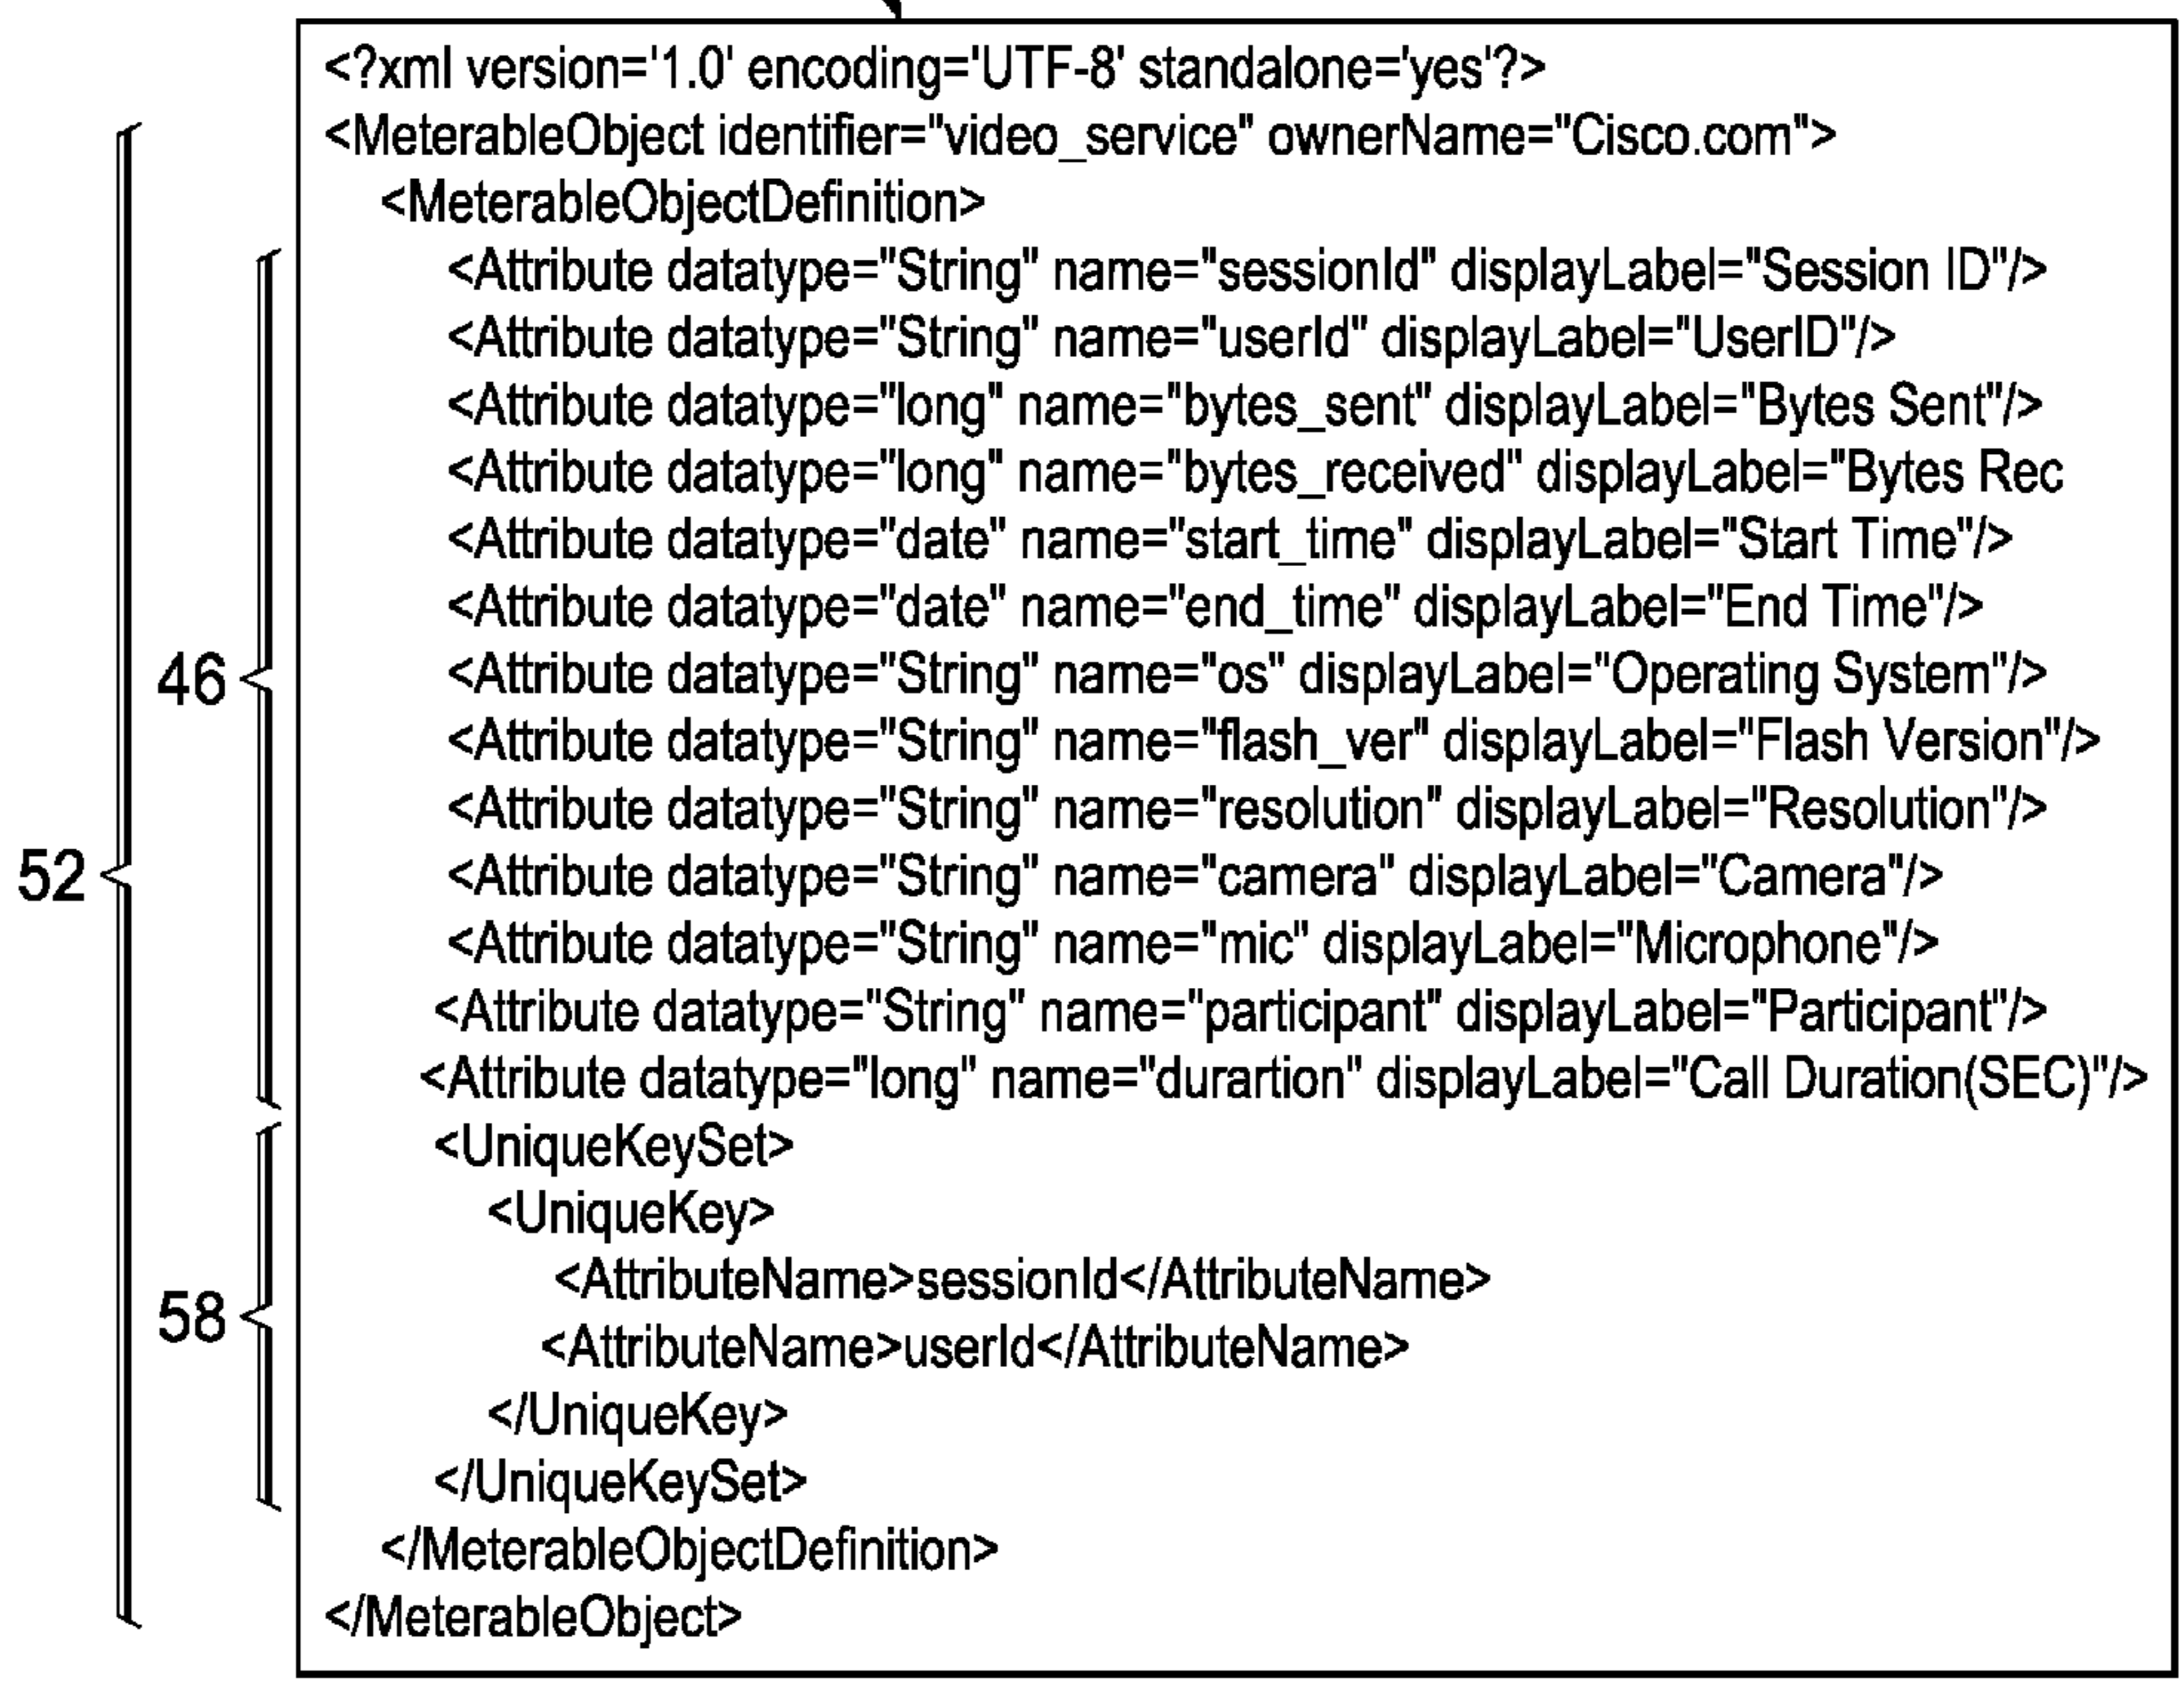 <?xml version='1.0' encoding='UTF-8' standalone='yes'?>
<MeterableObject identifier="video_service" ownerName="Cisco.com">
<MeterableObjectDefinition>
<Attribute datatype="String" name="sessionId" displayLabel="Session ID"/>
<Attribute datatype="String" name="userId" displayLabel="UserID"/>
<Attribute datatype="long" name="bytes_sent" displayLabel="Bytes Sent"/>
<Attribute datatype="long" name="bytes_received" displayLabel="Bytes Rec
<Attribute datatype="date" name="start_time" displayLabel="Start Time"/>
<Attribute datatype="date" name="end_time" displayLabel="End Time"/>
46 <Attribute datatype="String" name="os" displayLabel="Operating System"/>
<Attribute datatype="String" name="flash_ver" displayLabel="Flash Version"/>
<Attribute datatype="String" name="resolution" displayLabel="Resolution"/>
52 <Attribute datatype="String" name="camera" displayLabel="Camera"/>
<Attribute datatype="String" name="mic" displayLabel="Microphone"/>
<Attribute datatype="String" name="participant" displayLabel="Participant"/>
<Attribute datatype="long" name="durartion" displayLabel="Call Duration(SEC)"/>
<UniqueKeySet>
<UniqueKey>
<AttributeName>sessionId</AttributeName>
58 <AttributeName>userId</AttributeName>
</UniqueKey>
</UniqueKeySet>
</MeterableObjectDefinition>
</MeterableObject>